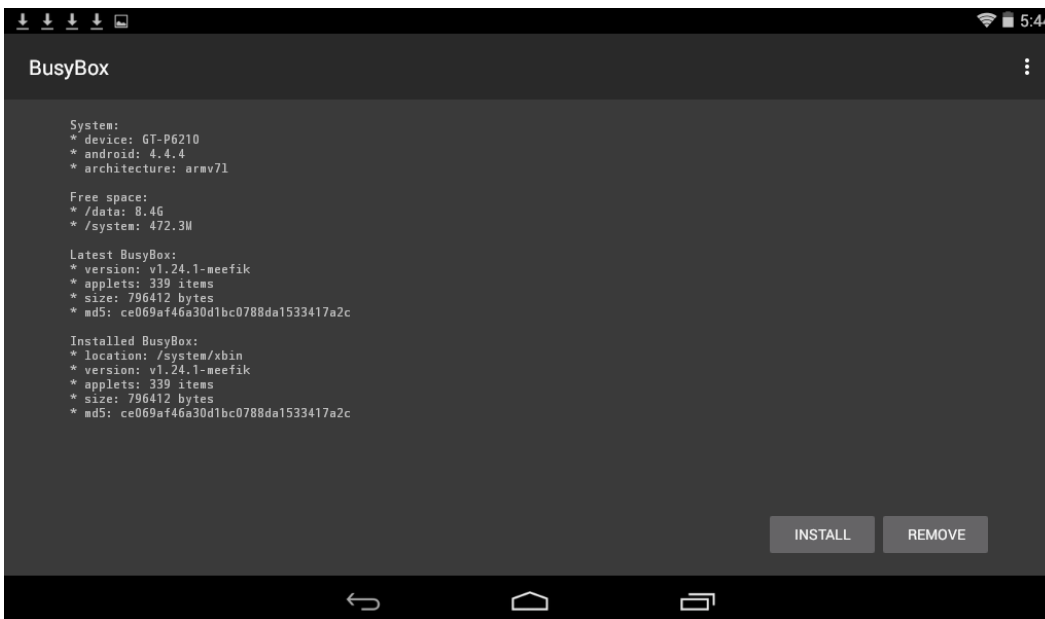 5:44
BusyBox
System:
* device: GT-P6210
* android: 4.4.4
* architecture: armv7l
Free space:
* /data: 8.4G
* /system: 472.3M
Latest BusyBox:
* version: v1.24.1-meefik
* applets: 339 items
* size: 796412 bytes
* md5: ce069af46a30d1bc0788da1533417a2c
Installed BusyBox:
* location: /system/xbin
* version: v1.24.1-meefik
* applets: 339 items
* size: 796412 bytes
* md5: ce069af46a30d1bc0788da1533417a2c
INSTALL REMOVE